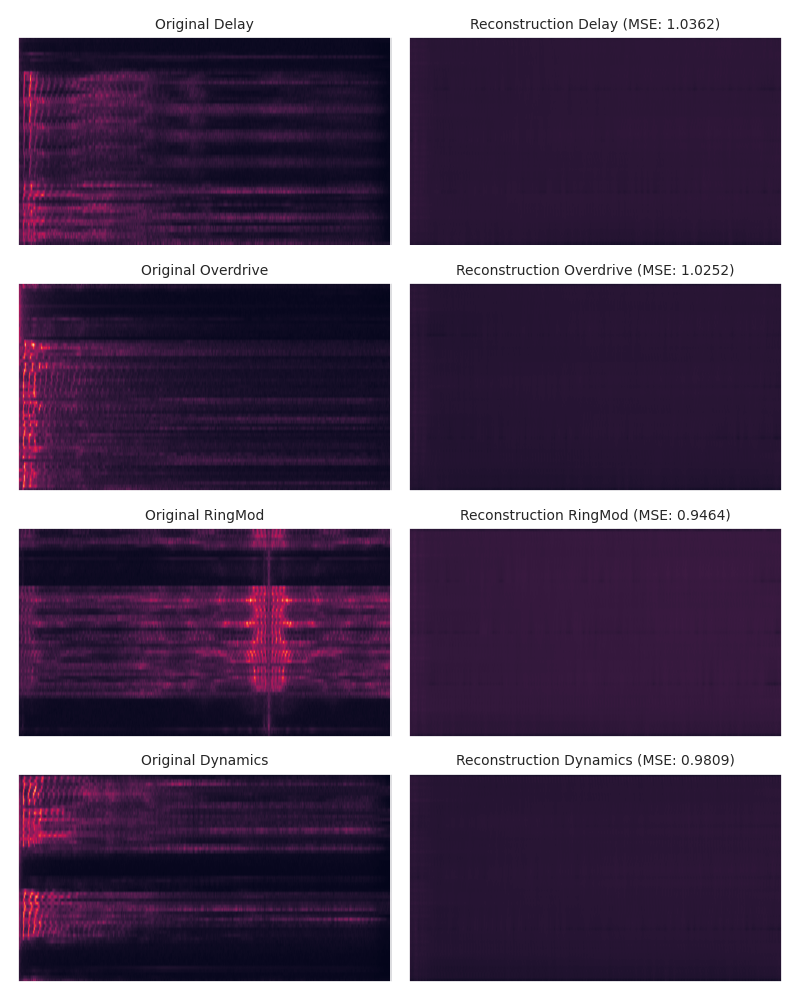 Original Delay
Reconstruction Delay (MSE: 1.0362)
Original Overdrive
Reconstruction Overdrive (MSE: 1.0252)
Original RingMod
Reconstruction RingMod (MSE: 0.9464)
Original Dynamics
Reconstruction Dynamics (MSE: 0.9809)